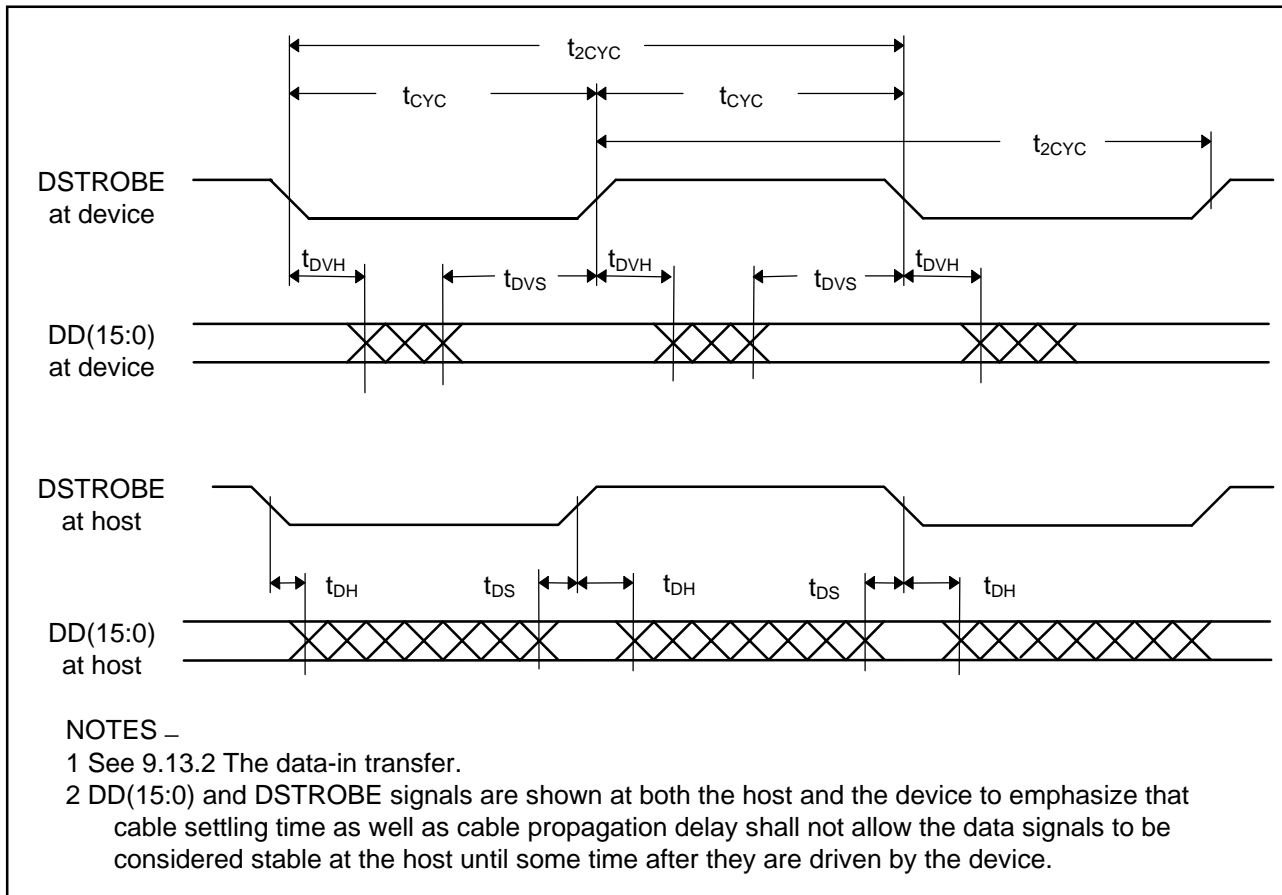 t2CYC
tCYC tCYC
t2CYC
DSTROBE
at device
tDVH tDVS tDVH tDVS tDVH
DD(15:0)
at device
DSTROBE
at host
tDH tDS tDH tDS tDH
DD(15:0)
at host
NOTES –
1 See 9.13.2 The data-in transfer.
2 DD(15:0) and DSTROBE signals are shown at both the host and the device to emphasize that
cable settling time as well as cable propagation delay shall not allow the data signals to be
considered stable at the host until some time after they are driven by the device.